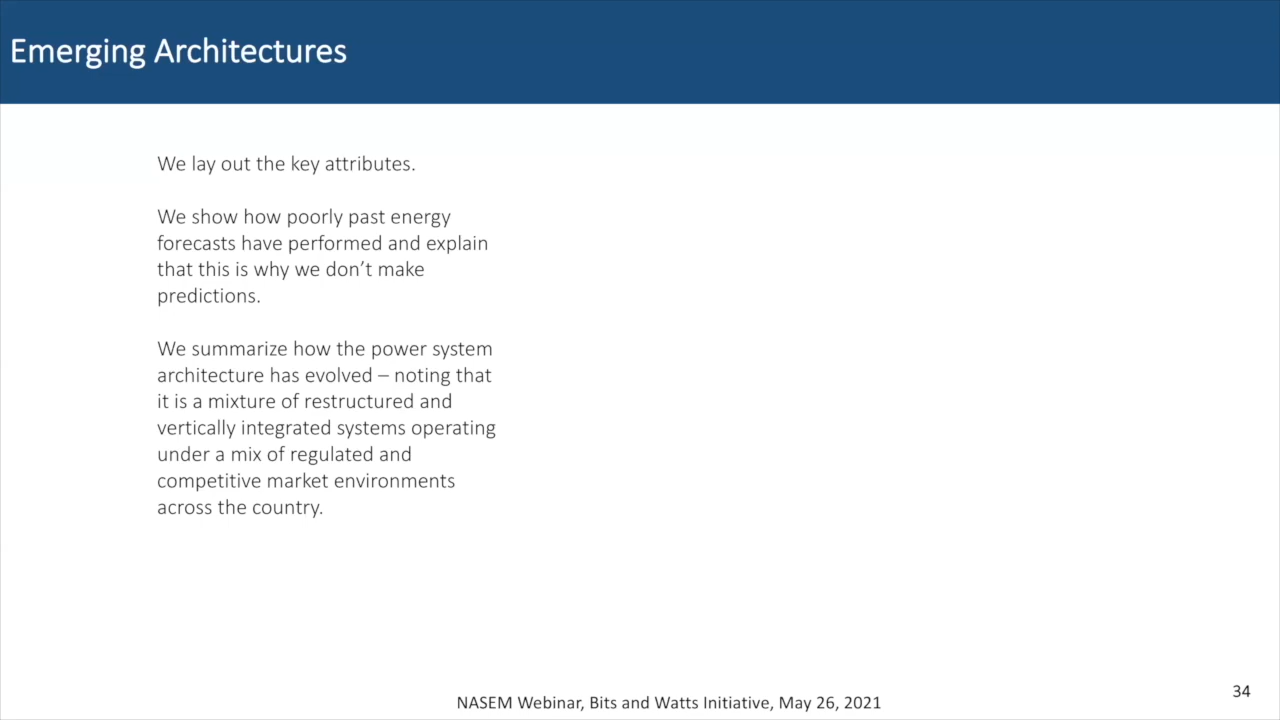 Emerging Architectures
We lay out the key attributes.
We show how poorly past energy
forecasts have performed and explain
that this is why we don’t make
predictions.
We summarize how the power system
architecture has evolved – noting that
it is a mixture of restructured and
vertically integrated systems operating
under a mix of regulated and
competitive market environments
across the country.
34
NASEM Webinar, Bits and Watts Initiative, May 26, 2021